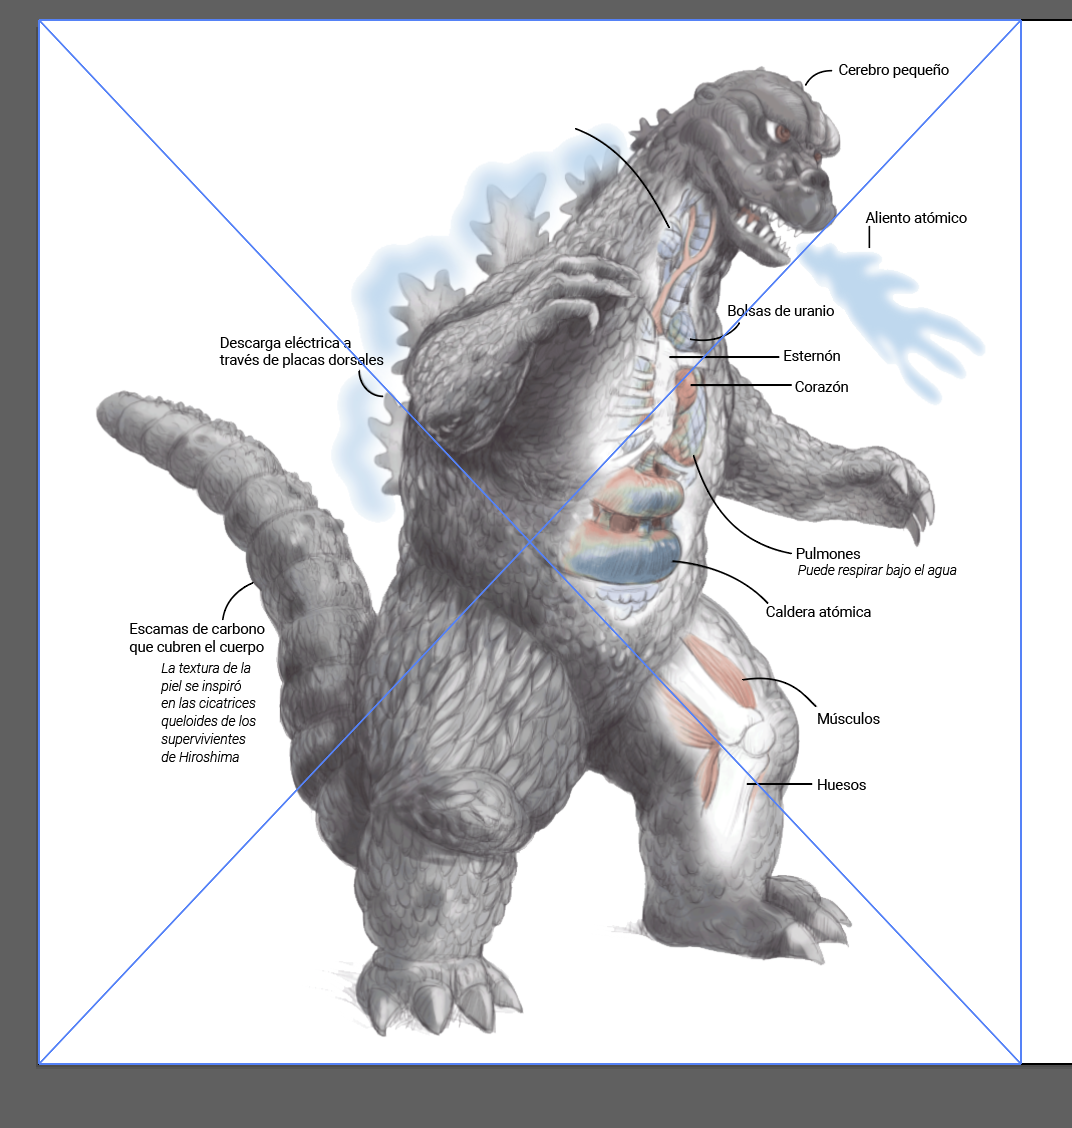 Cerebro pequeño
Aliento atómico
Bolsas de uranio
Descarga eléctrica a
través de placas dorsales
Esternón
Corazón
Pulmones
Puede respirar bajo el agua
Caldera atómica
Escamas de carbono
que cubren el cuerpo
La textura de la
piel se inspiró
en las cicatrices
queloides de los
supervivientes
de Hiroshima
Músculos
Huesos